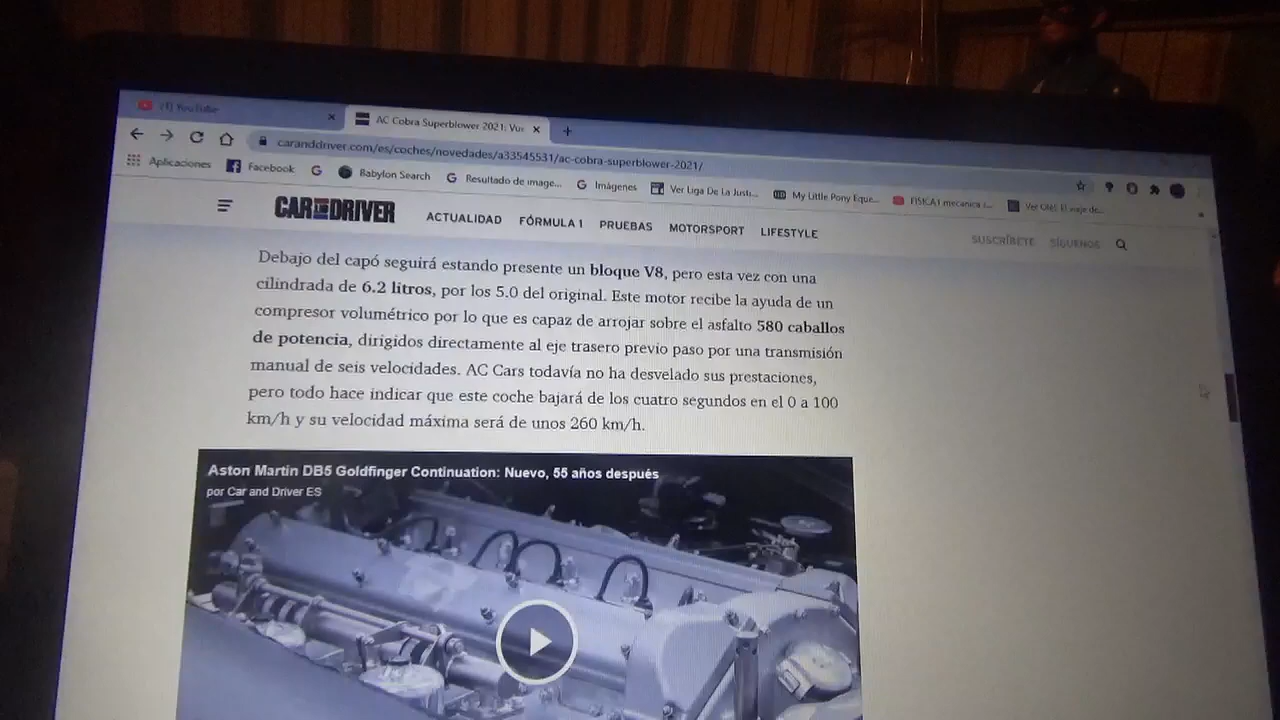 (1) YouTube
AC Cobra Superblower 2021: Vu
caranddriver.com/es/coches/novedades/a33545531/ac-cobra-superblower-2021/
Aplicaciones Facebook Babylon Search Resultado de image... Imágenes Ver Liga De La Justi... My Little Pony Eque... FISICA1 mecanica Ver
CAR AND DRIVER ACTUALIDAD FÓRMULA 1 PRUEBAS MOTORSPORT LIFESTYLE SUSCRÍBETE SÍGUENOS
Debajo del capó seguirá estando presente un bloque V8, pero esta vez con una
cilindrada de 6.2 litros, por los 5.0 del original. Este motor recibe la ayuda de un
compresor volumétrico por lo que es capaz de arrojar sobre el asfalto 580 caballos
de potencia, dirigidos directamente al eje trasero previo paso por una transmisión
manual de seis velocidades. AC Cars todavía no ha desvelado sus prestaciones,
pero todo hace indicar que este coche bajará de los cuatro segundos en el 0 a 100
km/h y su velocidad máxima será de unos 260 km/h.
Aston Martin DB5 Goldfinger Continuation: Nuevo, 55 años después
por Car and Driver ES